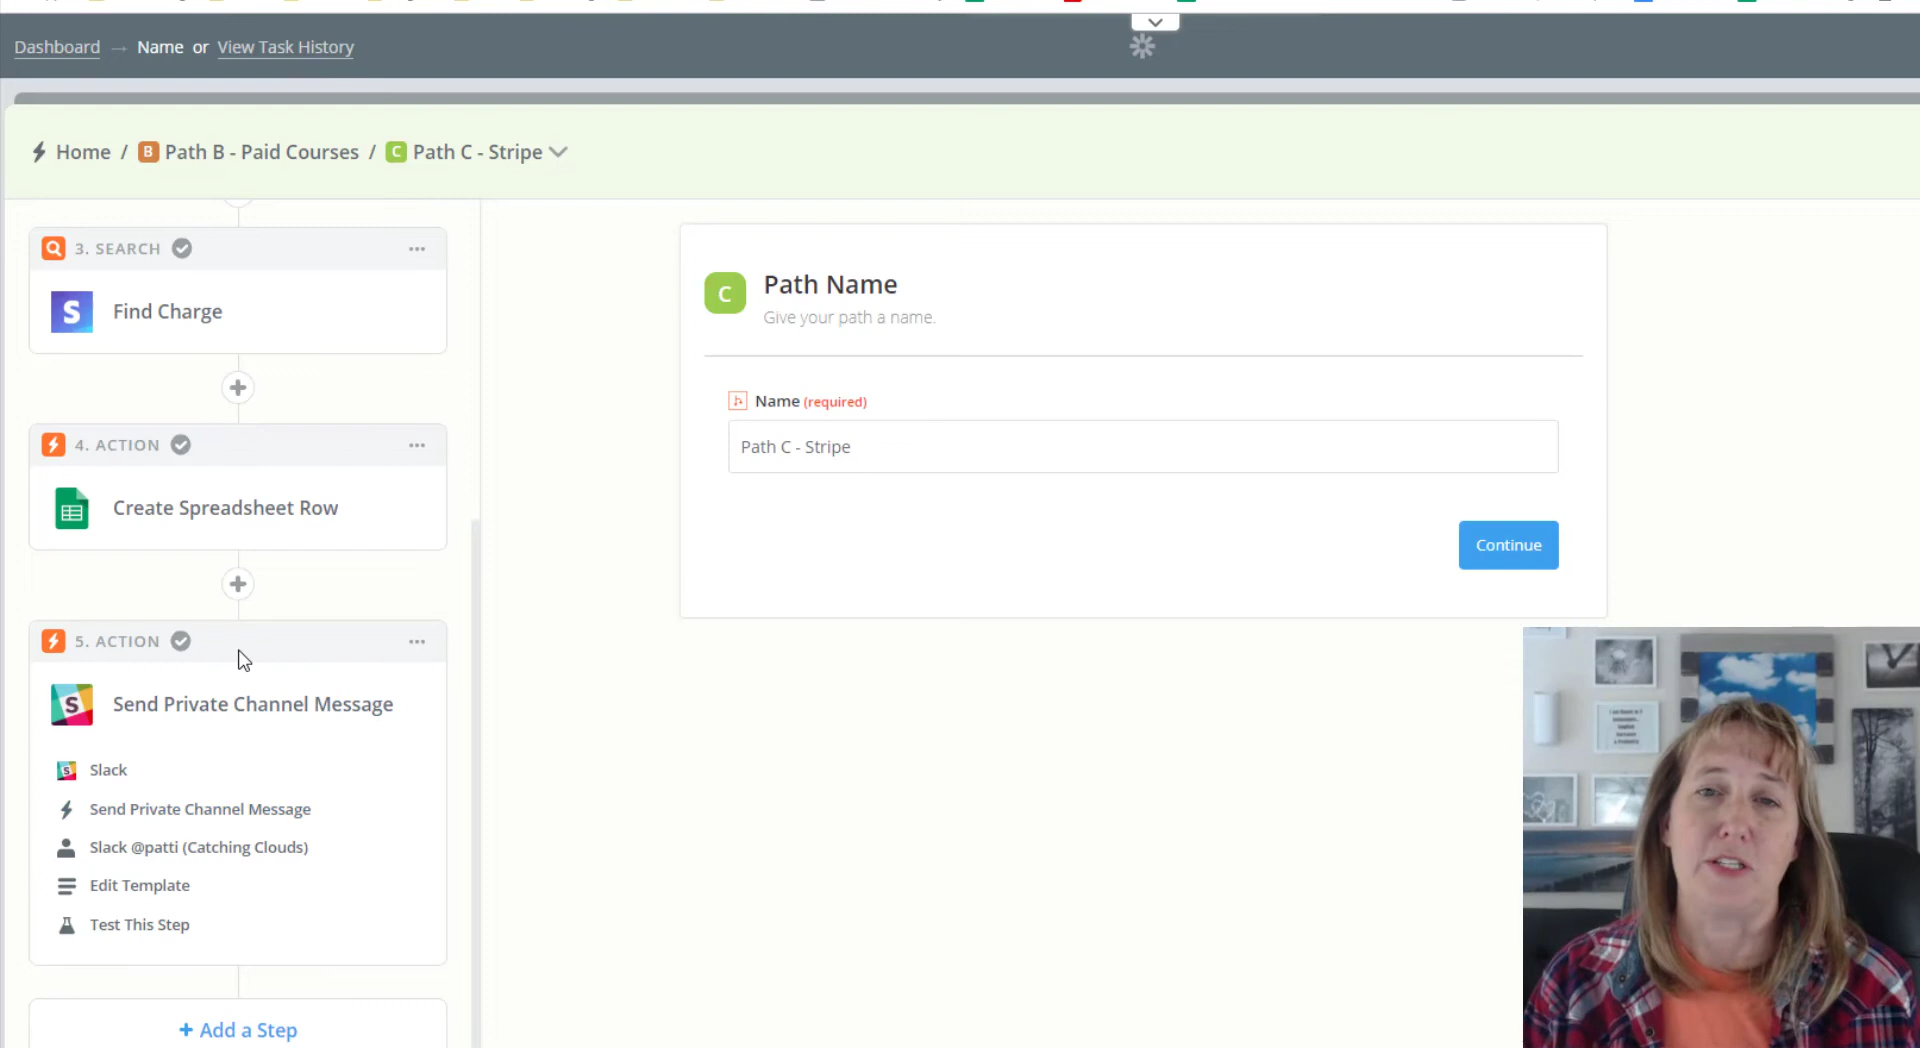 Dashboard → Name or View Task History
Home / B Path B - Paid Courses / C Path C - Stripe
3. SEARCH
S Find Charge
4. ACTION
Create Spreadsheet Row
5. ACTION
S Send Private Channel Message
Slack
Send Private Channel Message
Slack @patti (Catching Clouds)
Edit Template
Test This Step
+ Add a Step
C Path Name
Give your path a name.
Name (required)
Path C - Stripe
Continue